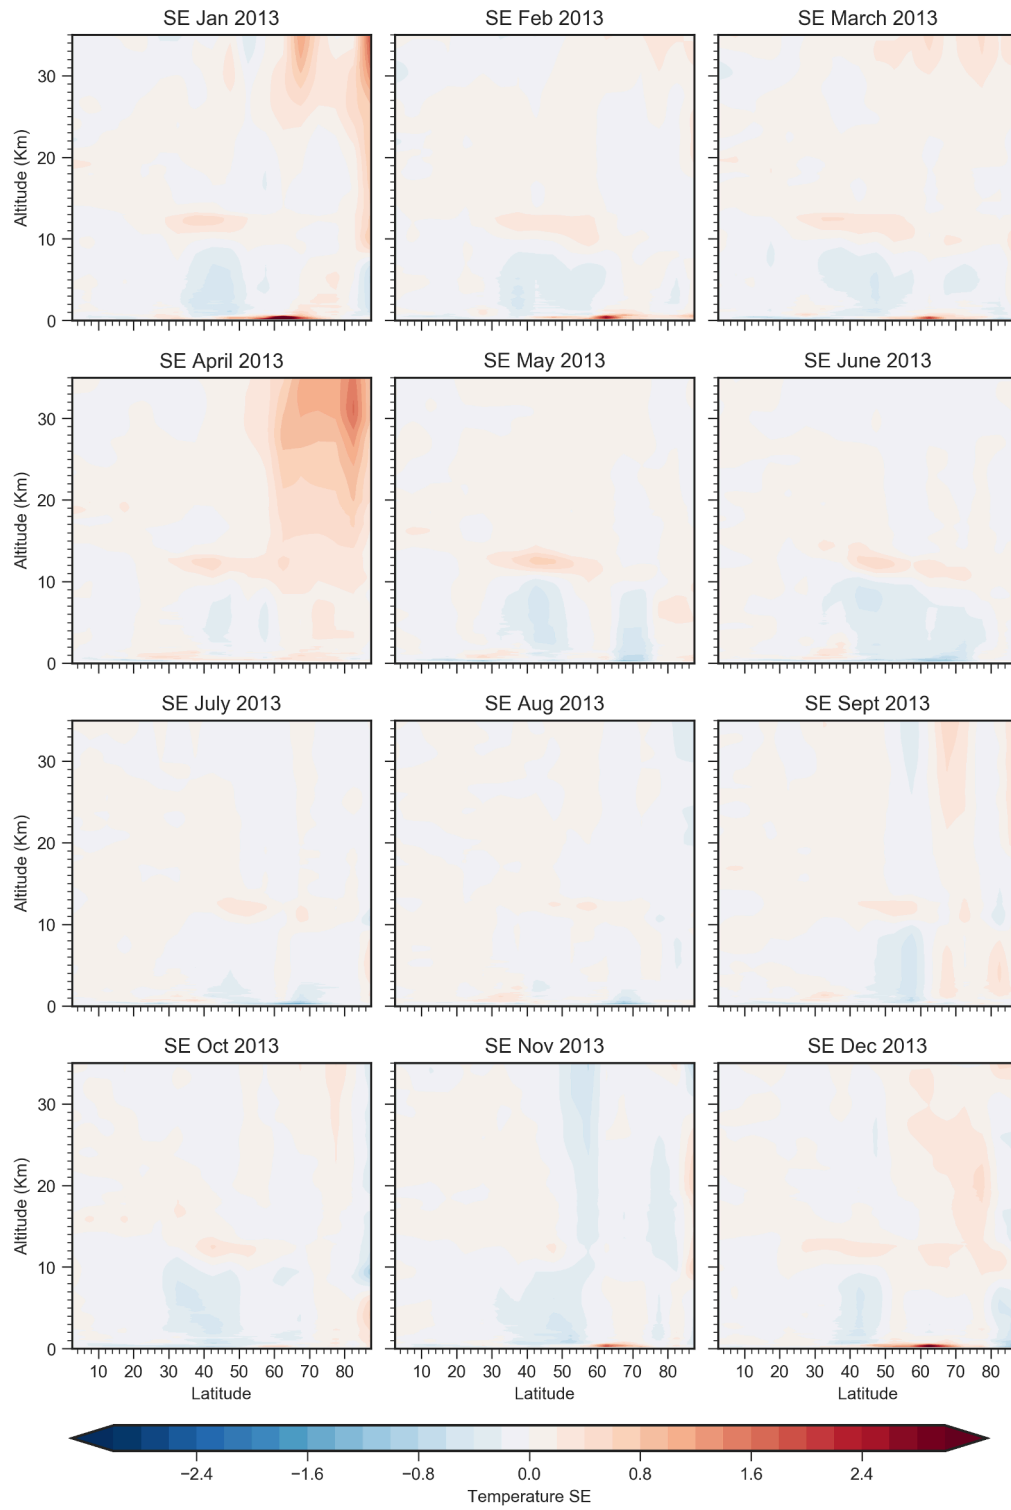 SE Jan 2013
SE Feb 2013
SE March 2013
Altitude (Km)
30
20
10
0
SE April 2013
SE May 2013
SE June 2013
Altitude (Km)
30
20
10
0
SE July 2013
SE Aug 2013
SE Sept 2013
Altitude (Km)
30
20
10
0
SE Oct 2013
SE Nov 2013
SE Dec 2013
Altitude (Km)
30
20
10
0
10 20 30 40 50 60 70 80
10 20 30 40 50 60 70 80
10 20 30 40 50 60 70 80
Latitude
Latitude
Latitude
−2.4 −1.6 −0.8 0.0 0.8 1.6 2.4
Temperature SE